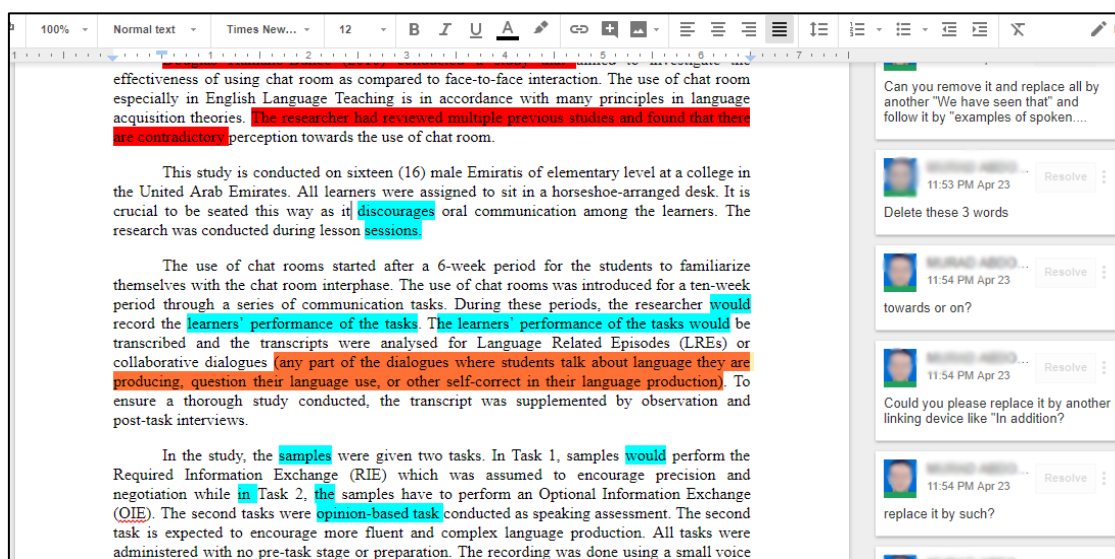 100% Normal text Times New... 12 B I U A
1 1 2 3 4 5 6 7
aimed to investigate the
effectiveness of using chat room as compared to face-to-face interaction. The use of chat room
especially in English Language Teaching is in accordance with many principles in language
acquisition theories. The researcher had reviewed multiple previous studies and found that there
are contradictory perception towards the use of chat room.
This study is conducted on sixteen (16) male Emiratis of elementary level at a college in
the United Arab Emirates. All learners were assigned to sit in a horseshoe-arranged desk. It is
crucial to be seated this way as it discourages oral communication among the learners. The
research was conducted during lesson sessions.
The use of chat rooms started after a 6-week period for the students to familiarize
themselves with the chat room interphase. The use of chat rooms was introduced for a ten-week
period through a series of communication tasks. During these periods, the researcher would
record the learners' performance of the tasks. The learners' performance of the tasks would be
transcribed and the transcripts were analysed for Language Related Episodes (LREs) or
collaborative dialogues (any part of the dialogues where students talk about language they are
producing, question their language use, or other self-correct in their language production). To
ensure a thorough study conducted, the transcript was supplemented by observation and
post-task interviews.
In the study, the samples were given two tasks. In Task 1, samples would perform the
Required Information Exchange (RIE) which was assumed to encourage precision and
negotiation while in Task 2, the samples have to perform an Optional Information Exchange
(OIE). The second tasks were opinion-based task conducted as speaking assessment. The second
task is expected to encourage more fluent and complex language production. All tasks were
administered with no pre-task stage or preparation. The recording was done using a small voice
Can you remove it and replace all by
another "We have seen that" and
follow it by "examples of spoken....
11:53 PM Apr 23
Resolve
Delete these 3 words
11:54 PM Apr 23
Resolve
towards or on?
11:54 PM Apr 23
Resolve
Could you please replace it by another
linking device like "In addition?
11:54 PM Apr 23
Resolve
replace it by such?